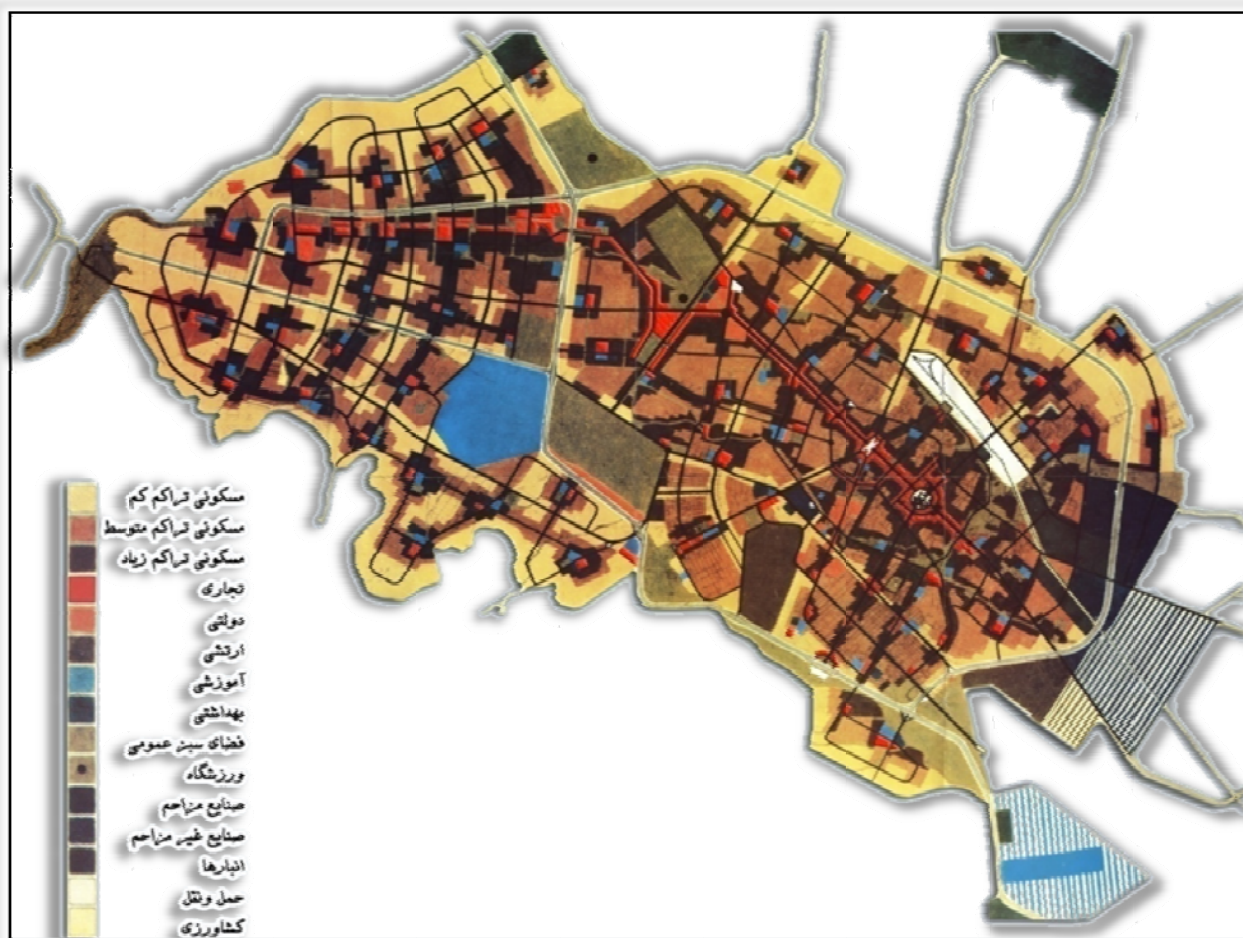 مسکونی تراکم کم
مسکونی تراکم متوسط
مسکونی تراکم زیاد
تجاری
دولتی
ارتشی
آموزشی
بهداشتی
فضای سبز عمومی
ورزشگاه
صنایع مزاحم
صنایع غیر مزاحم
انبارها
حمل ونقل
کشاورزی